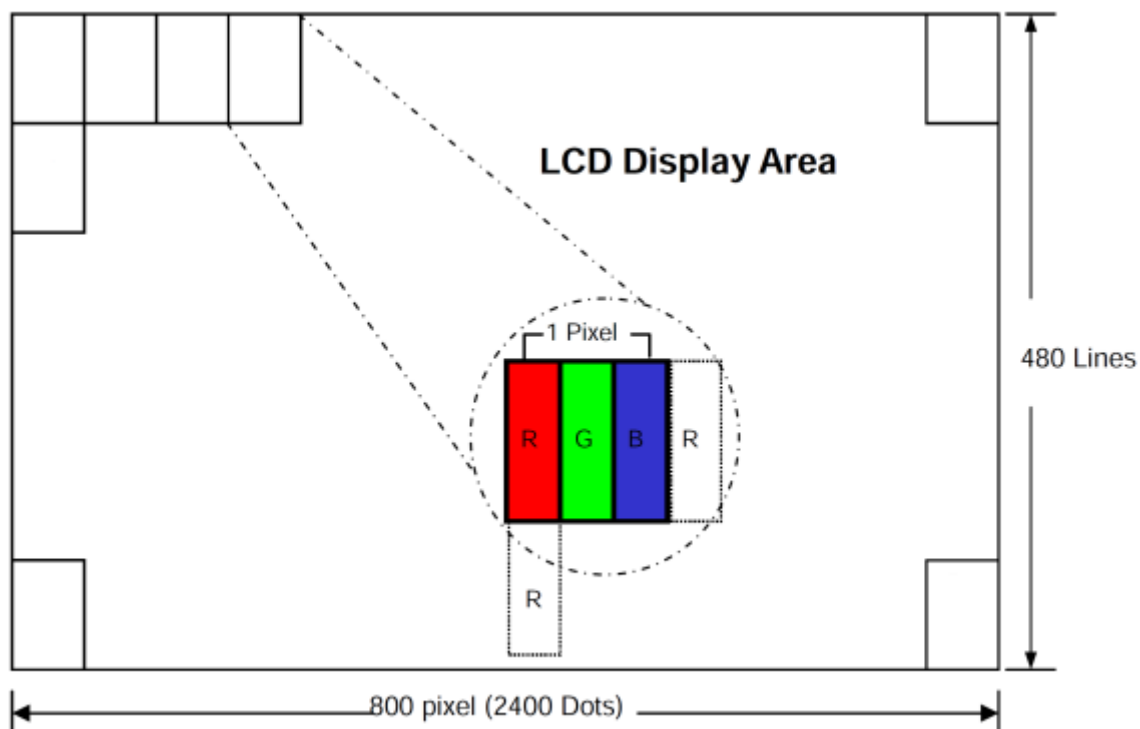 LCD Display Area
1 Pixel
R G B R
480 Lines
R
800 pixel (2400 Dots)